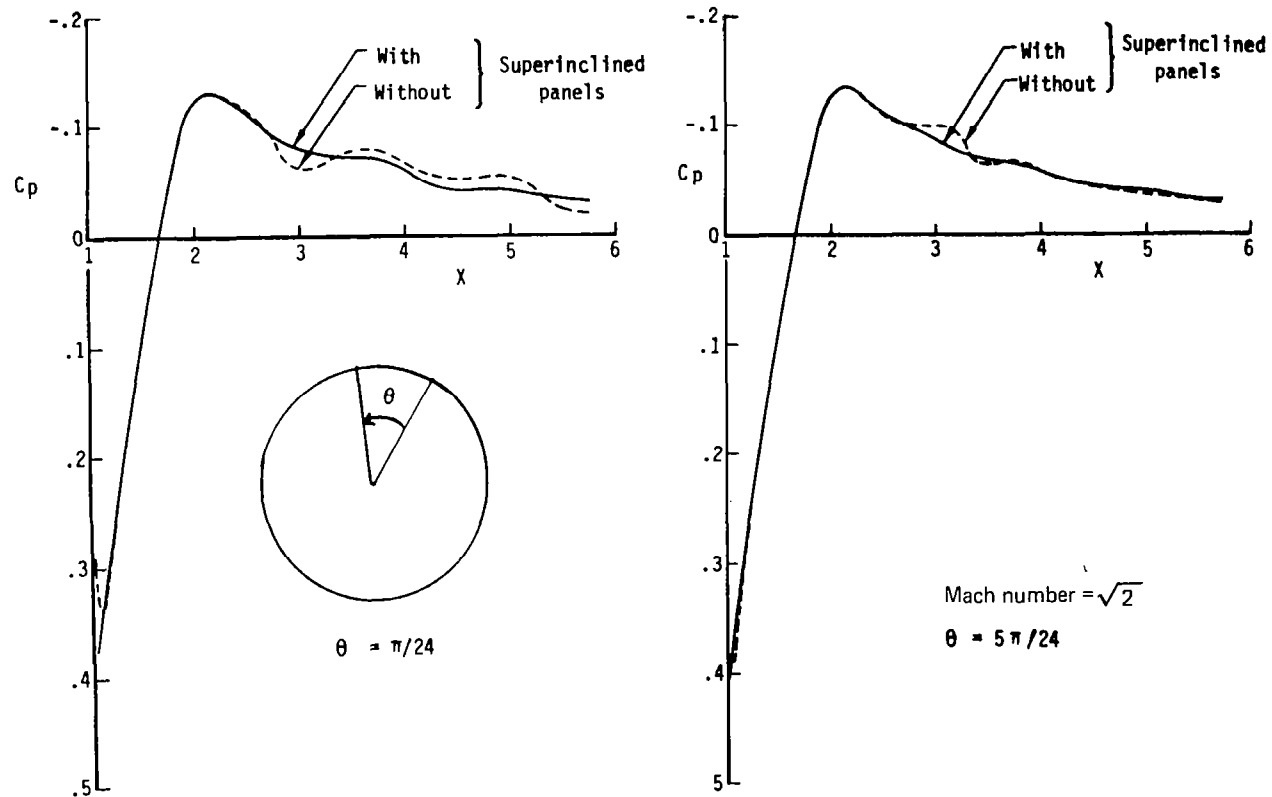 -.2
With
Without
Superinclined
panels
-.1
Cp
0
1
2
3
4
5
6
X
.1
.2
.3
.4
.5
θ
θ = π/24
-.2
With
Without
Superinclined
panels
-.1
Cp
0
1
2
3
4
5
6
X
.1
.2
.3
.4
5
Mach number = √2
θ = 5π/24